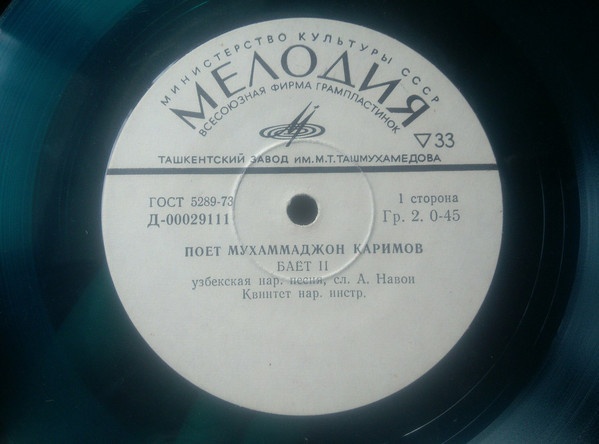 МИНИСТЕРСТВО КУЛЬТУРЫ СССР
МЕЛОДИЯ
ВСЕСОЮЗНАЯ ФИРМА ГРАМПЛАСТИНОК
▽33
ТАШКЕНТСКИЙ ЗАВОД ИМ. М.Т.ТАШМУХАМЕДОВА
ГОСТ 5289-73
1 сторона
Д-00029111
Гр. 2. 0-45
ПОЕТ МУХАММАДЖОН КАРИМОВ
БАЕТ II
узбекская нар. песня, сл. А. Навои
Квинтет нар. инстр.